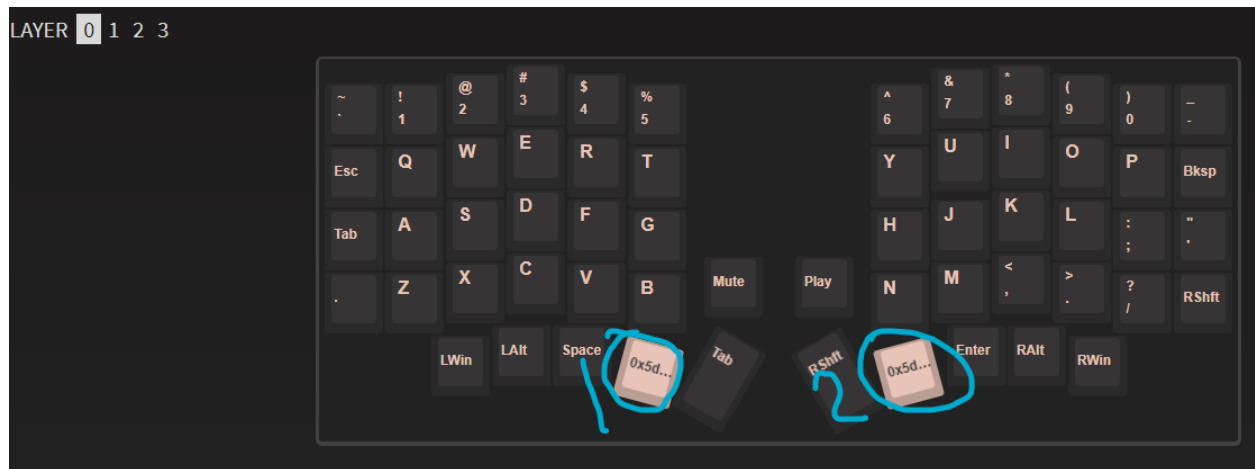 LAYER 0 1 2 3
~ ! @ # $ % ^ & * ( ) _
` 1 2 3 4 5 6 7 8 9 0 -
Esc Q W E R T Y U I O P Bksp
Tab A S D F G H J K L : ; " '
. Z X C V B Mute Play N M < , > . ? / RShft
LWin LAlt Space 0x5d... Tab RShft 0x5d... Enter RAlt RWin
1 2